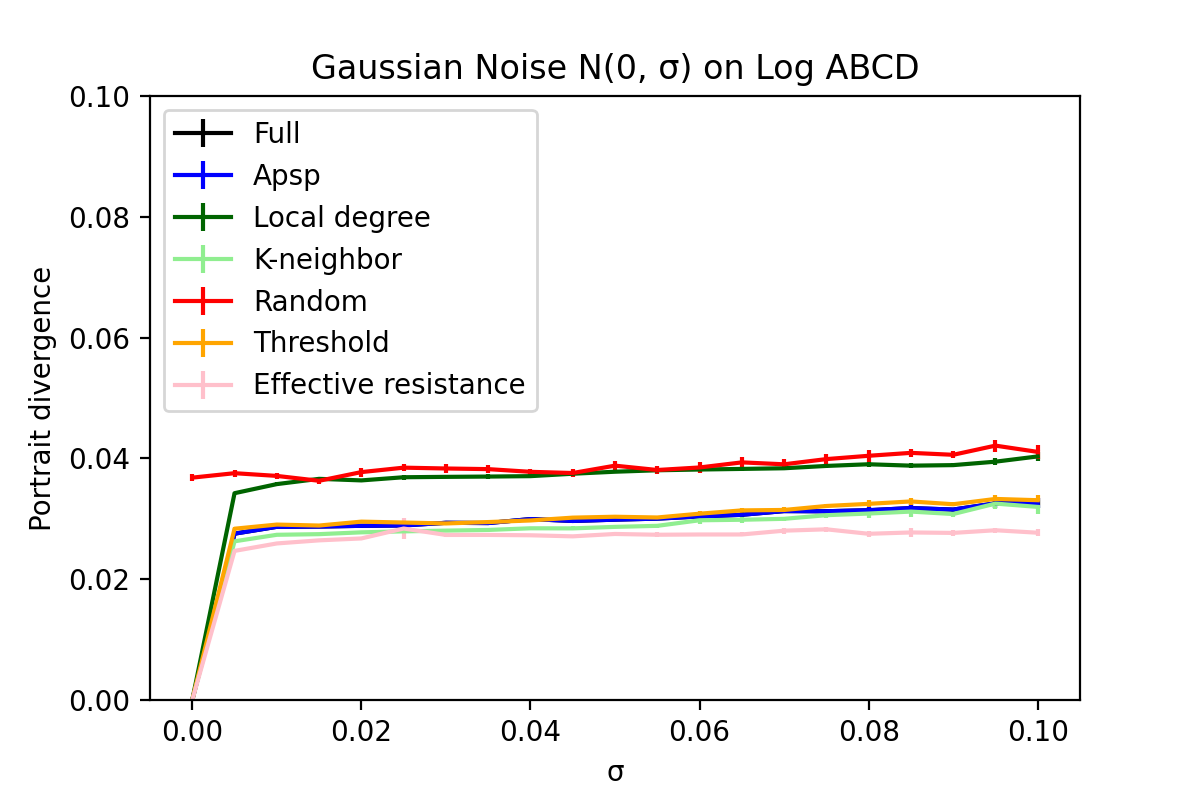 Gaussian Noise N(0, σ) on Log ABCD
Portrait divergence
0.10
0.08
0.06
0.04
0.02
0.00
Full
Apsp
Local degree
K-neighbor
Random
Threshold
Effective resistance
0.00 0.02 0.04 0.06 0.08 0.10
σ